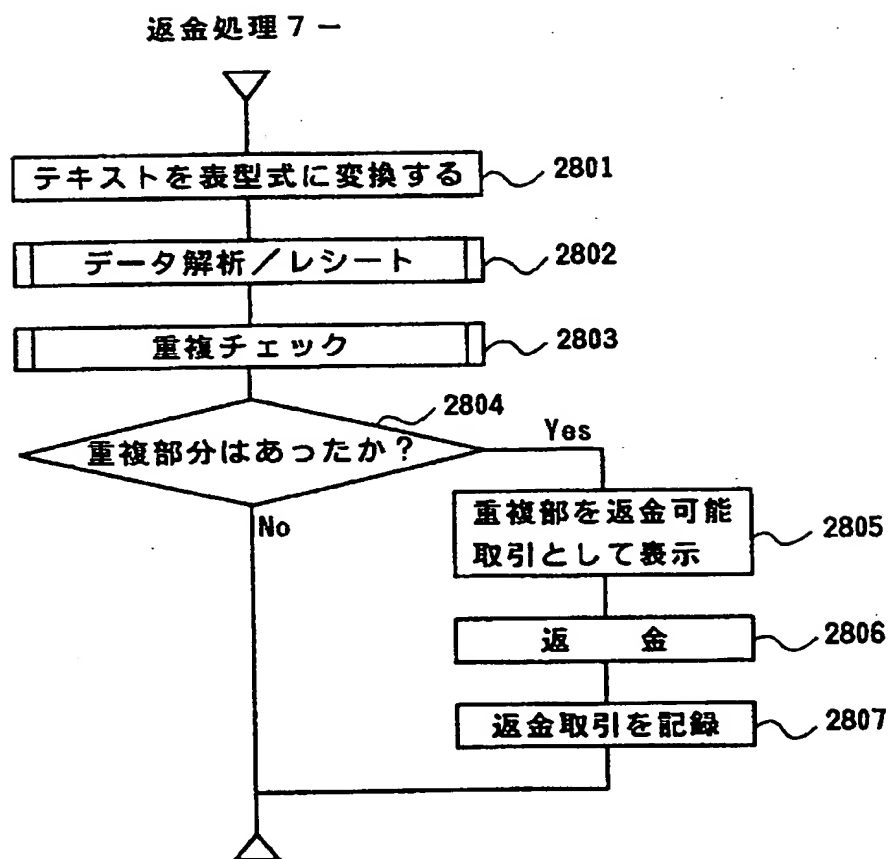 返金処理7-
テキストを表型式に変換する
2801
データ解析/レシート
2802
重複チェック
2803
2804
重複部分はあったか?
Yes
No
重複部を返金可能
取引として表示
2805
返 金
2806
返金取引を記録
2807